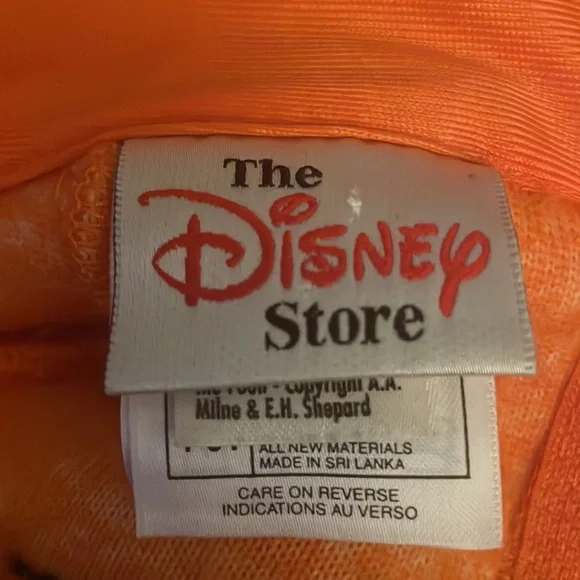 The
Disney
Store
Copyright A.A.
Milne & E.H. Shepard
ALL NEW MATERIALS
MADE IN SRI LANKA
CARE ON REVERSE
INDICATIONS AU VERSO